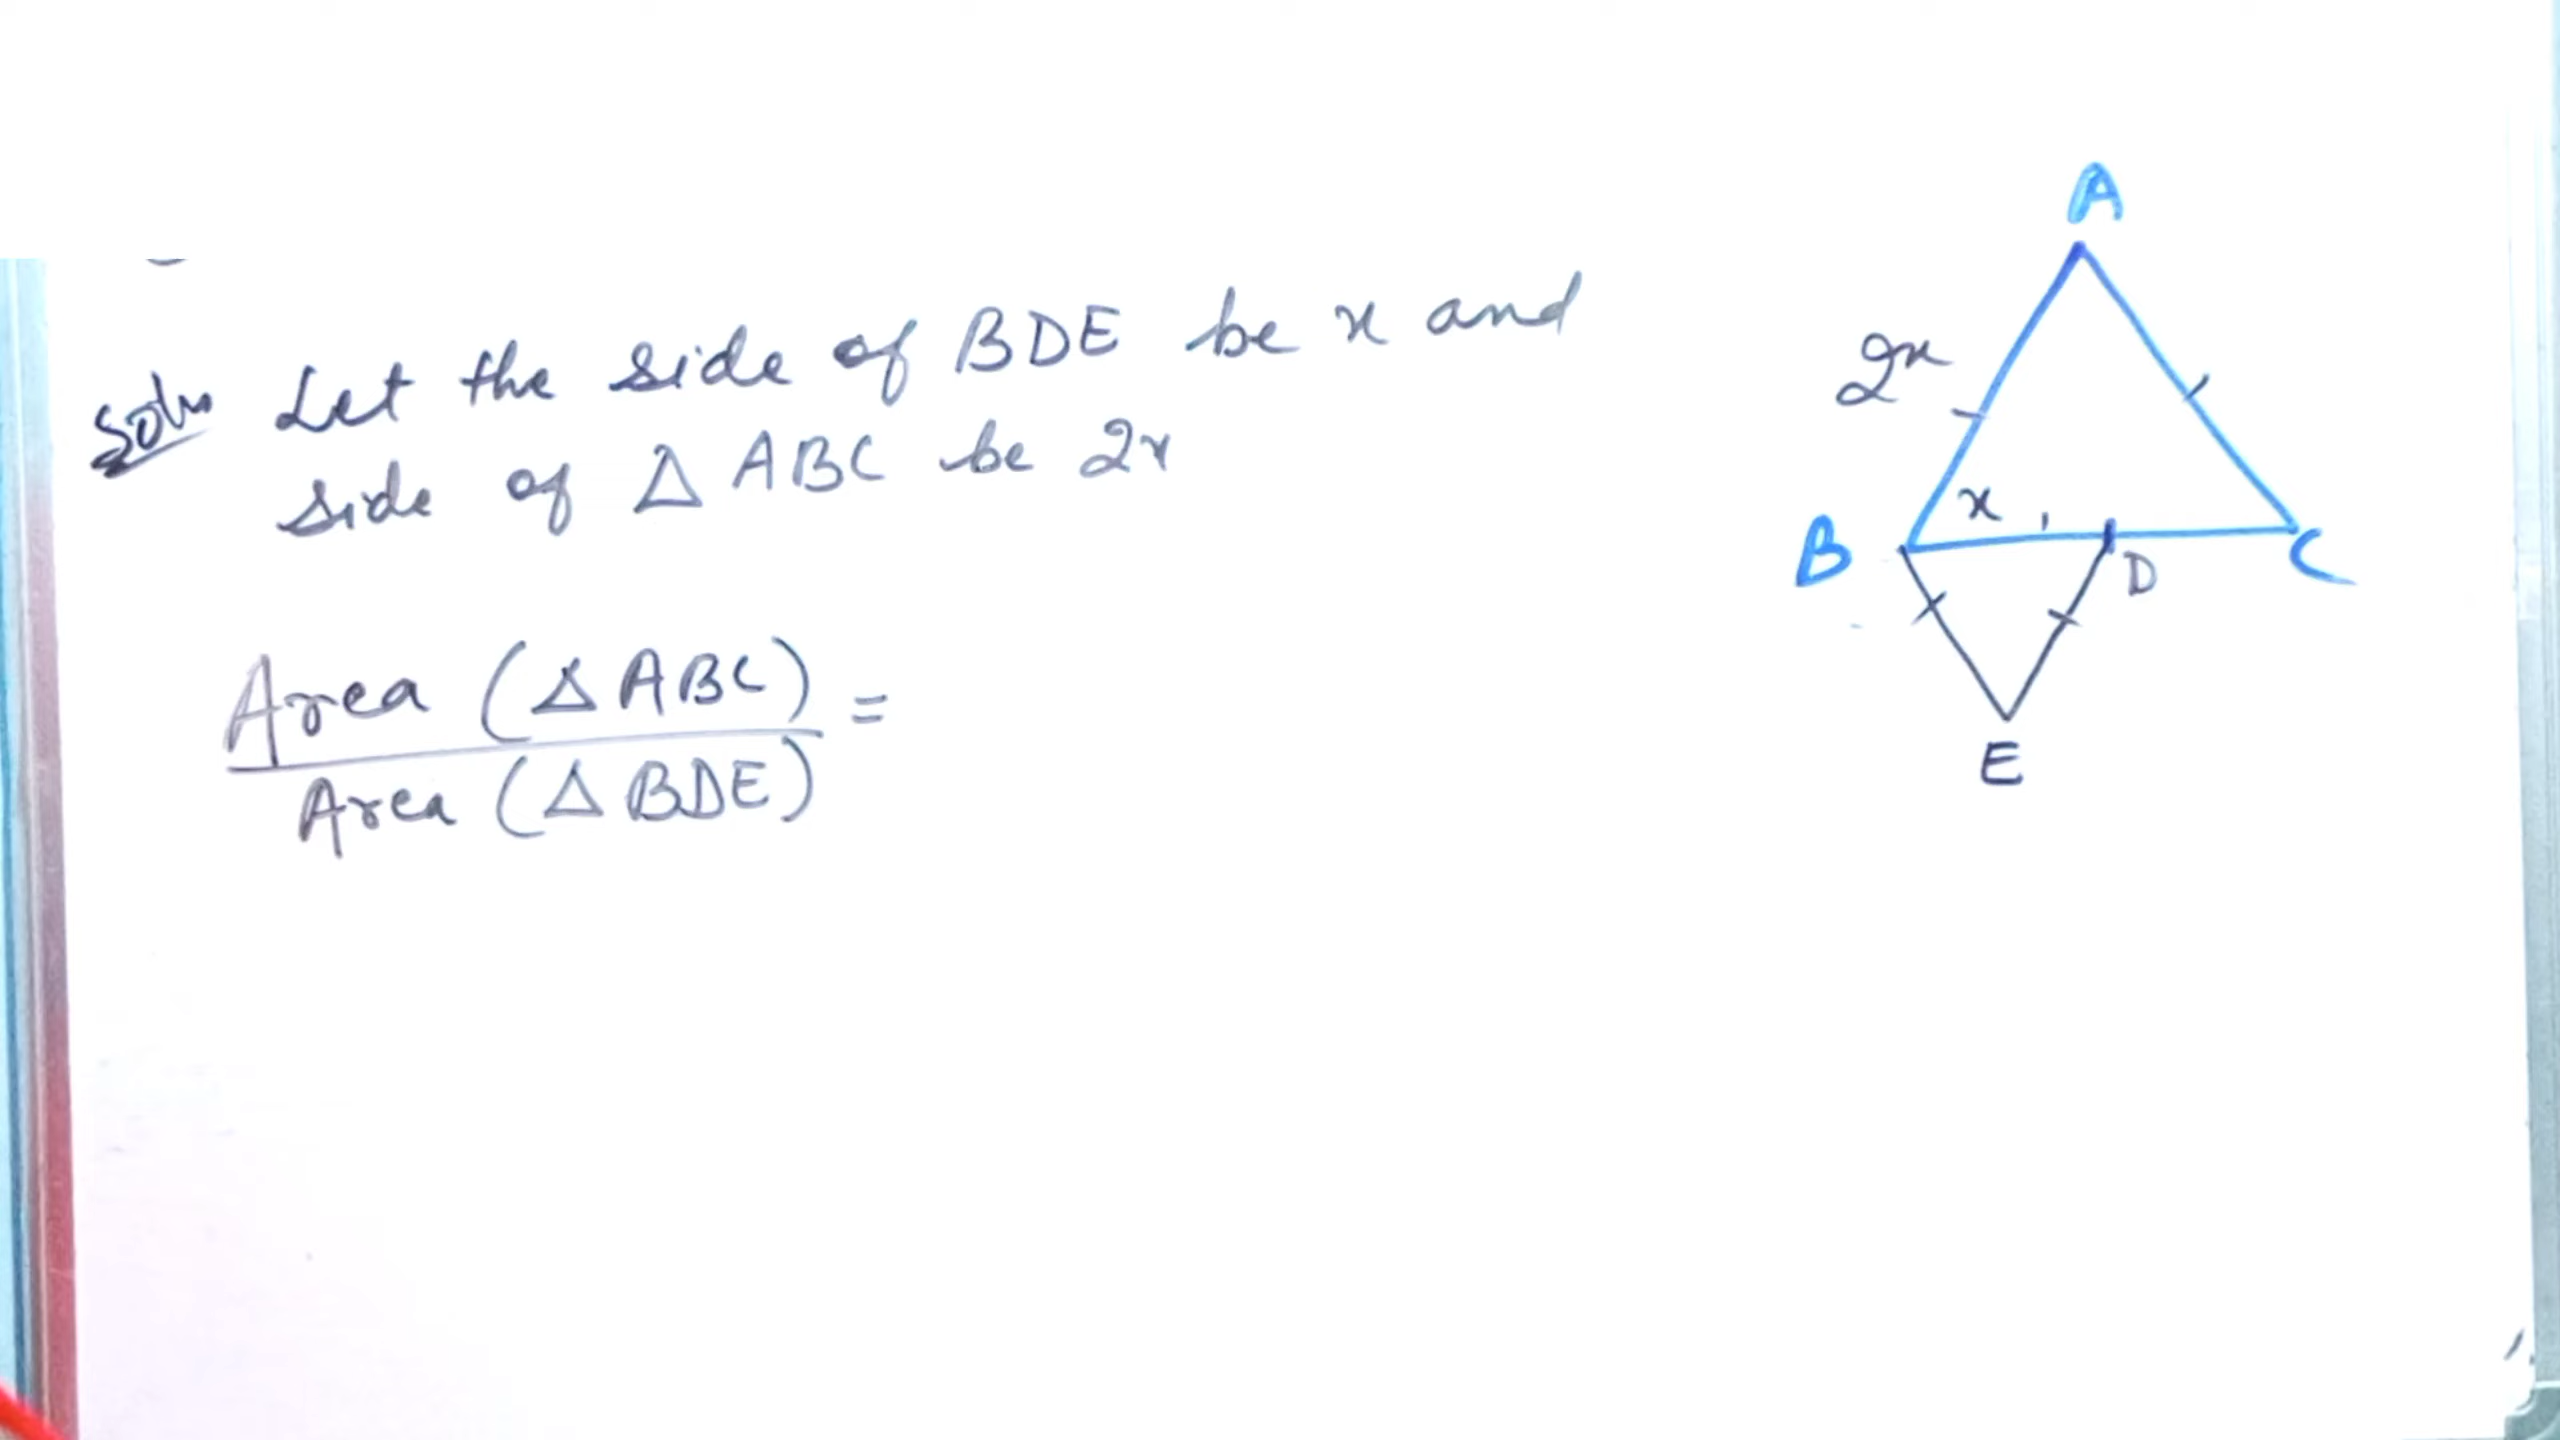 Soln Let the side of BDE be x and
side of △ ABC be 2x
Area (△ ABC) =
Area (△ BDE)
A
2x
x
B
D
C
E